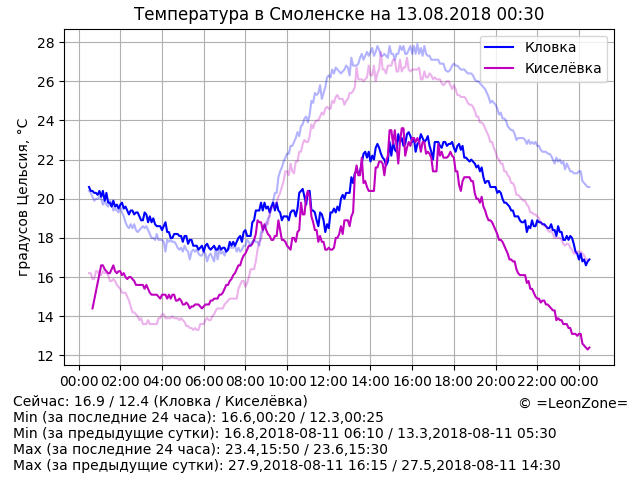 Температура в Смоленске на 13.08.2018 00:30
Кловка
Киселёвка
градусов Цельсия, °C
28
26
24
22
20
18
16
14
12
00:00 02:00 04:00 06:00 08:00 10:00 12:00 14:00 16:00 18:00 20:00 22:00 00:00
Сейчас: 16.9 / 12.4 (Кловка / Киселёвка)
© =LeonZone=
Min (за последние 24 часа): 16.6,00:20 / 12.3,00:25
Min (за предыдущие сутки): 16.8,2018-08-11 06:10 / 13.3,2018-08-11 05:30
Max (за последние 24 часа): 23.4,15:50 / 23.6,15:30
Max (за предыдущие сутки): 27.9,2018-08-11 16:15 / 27.5,2018-08-11 14:30